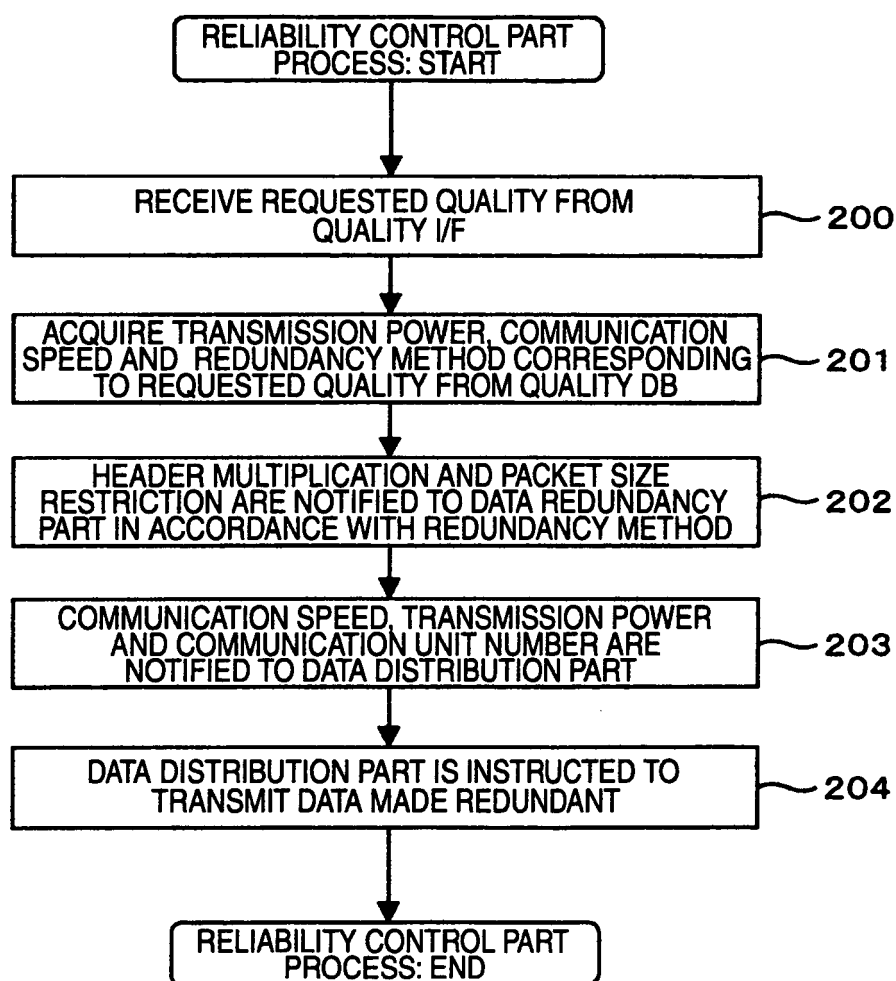 RELIABILITY CONTROL PART
PROCESS: START
RECEIVE REQUESTED QUALITY FROM
QUALITY I/F
200
ACQUIRE TRANSMISSION POWER, COMMUNICATION
SPEED AND REDUNDANCY METHOD CORRESPONDING
TO REQUESTED QUALITY FROM QUALITY DB
201
HEADER MULTIPLICATION AND PACKET SIZE
RESTRICTION ARE NOTIFIED TO DATA REDUNDANCY
PART IN ACCORDANCE WITH REDUNDANCY METHOD
202
COMMUNICATION SPEED, TRANSMISSION POWER
AND COMMUNICATION UNIT NUMBER ARE
NOTIFIED TO DATA DISTRIBUTION PART
203
DATA DISTRIBUTION PART IS INSTRUCTED TO
TRANSMIT DATA MADE REDUNDANT
204
RELIABILITY CONTROL PART
PROCESS: END